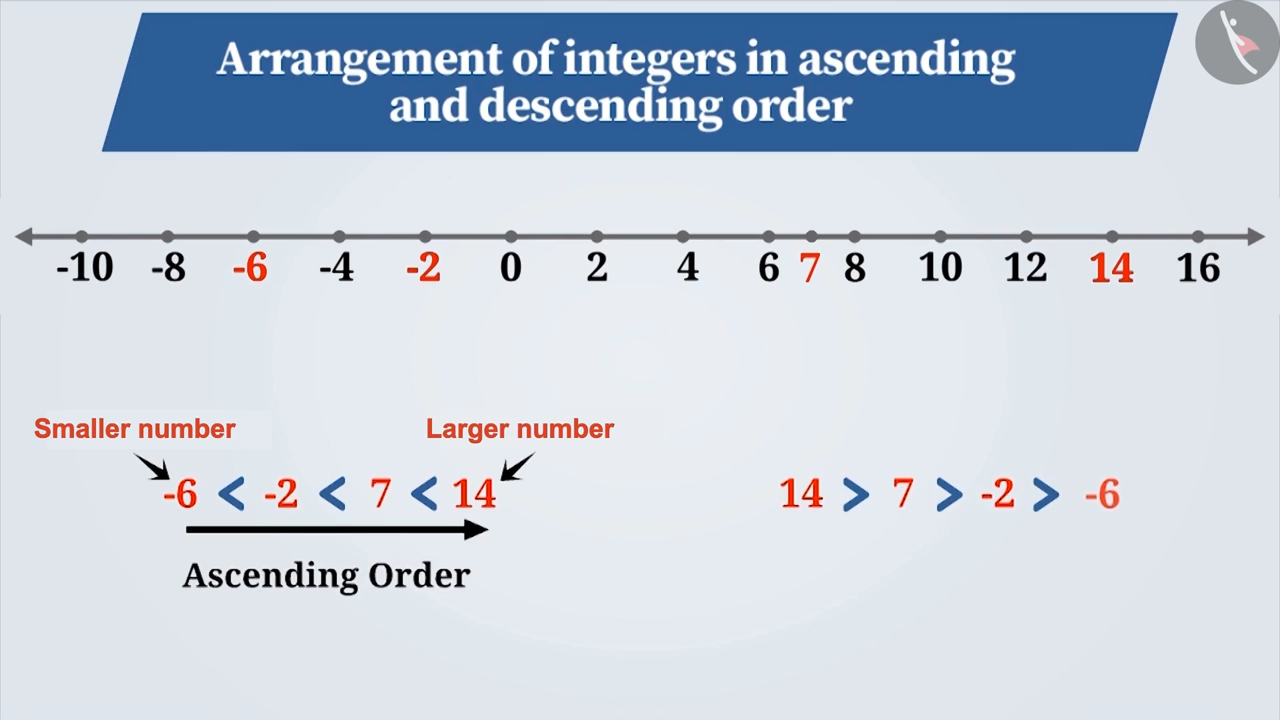 Arrangement of integers in ascending
and descending order
-10 -8 -6 -4 -2 0 2 4 6 7 8 10 12 14 16
Smaller number
Larger number
-6 < -2 < 7 < 14
Ascending Order
14 > 7 > -2 > -6